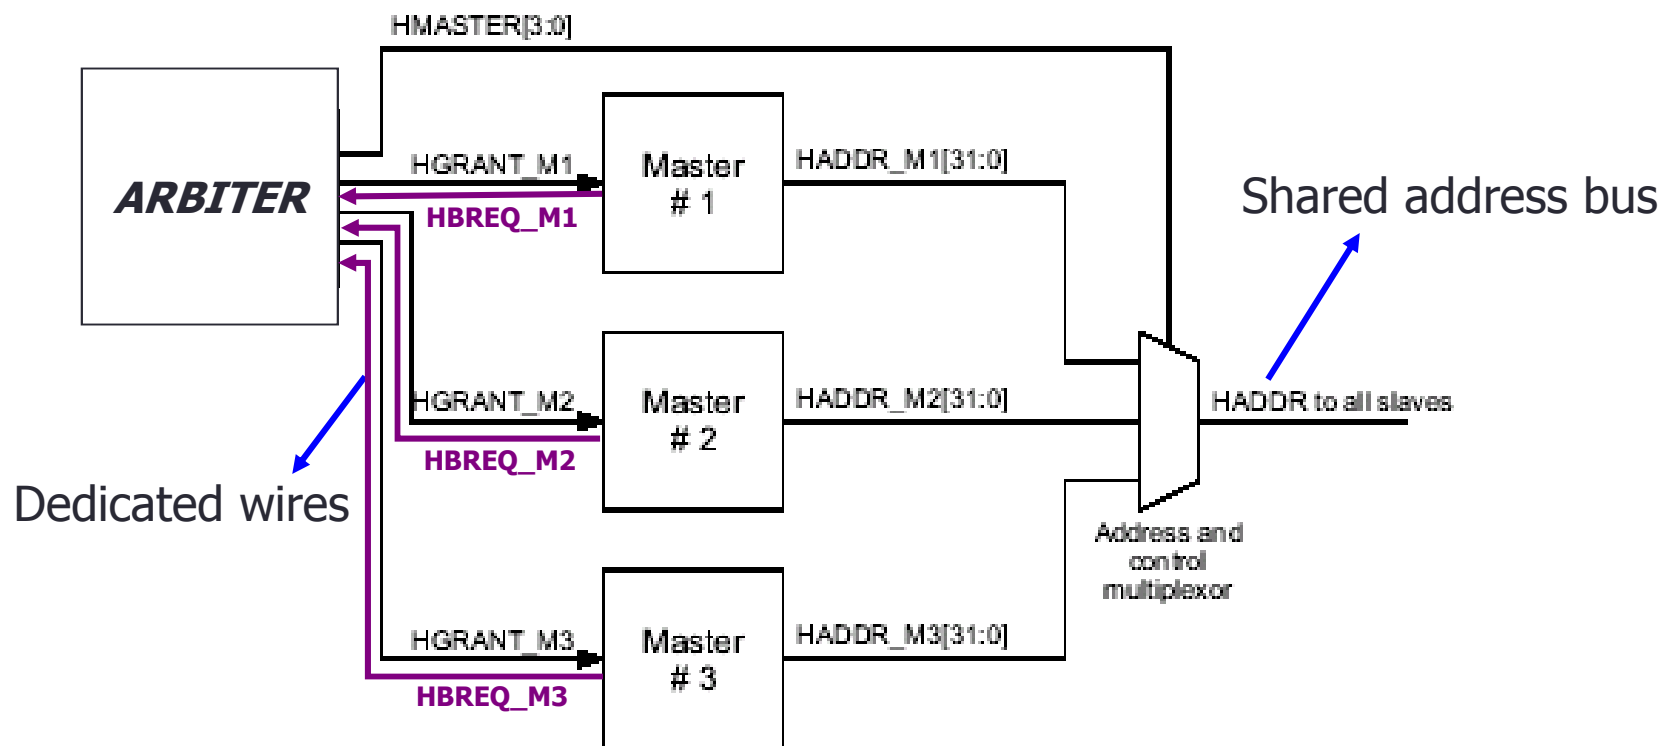 HMASTER[3:0]
ARBITER
HGRANT_M1
HBREQ_M1
Master
# 1
HADDR_M1[31:0]
Shared address bus
HGRANT_M2
HBREQ_M2
Master
# 2
HADDR_M2[31:0]
HADDR to all slaves
Dedicated wires
Address and
control
multiplexor
HGRANT_M3
HBREQ_M3
Master
# 3
HADDR_M3[31:0]